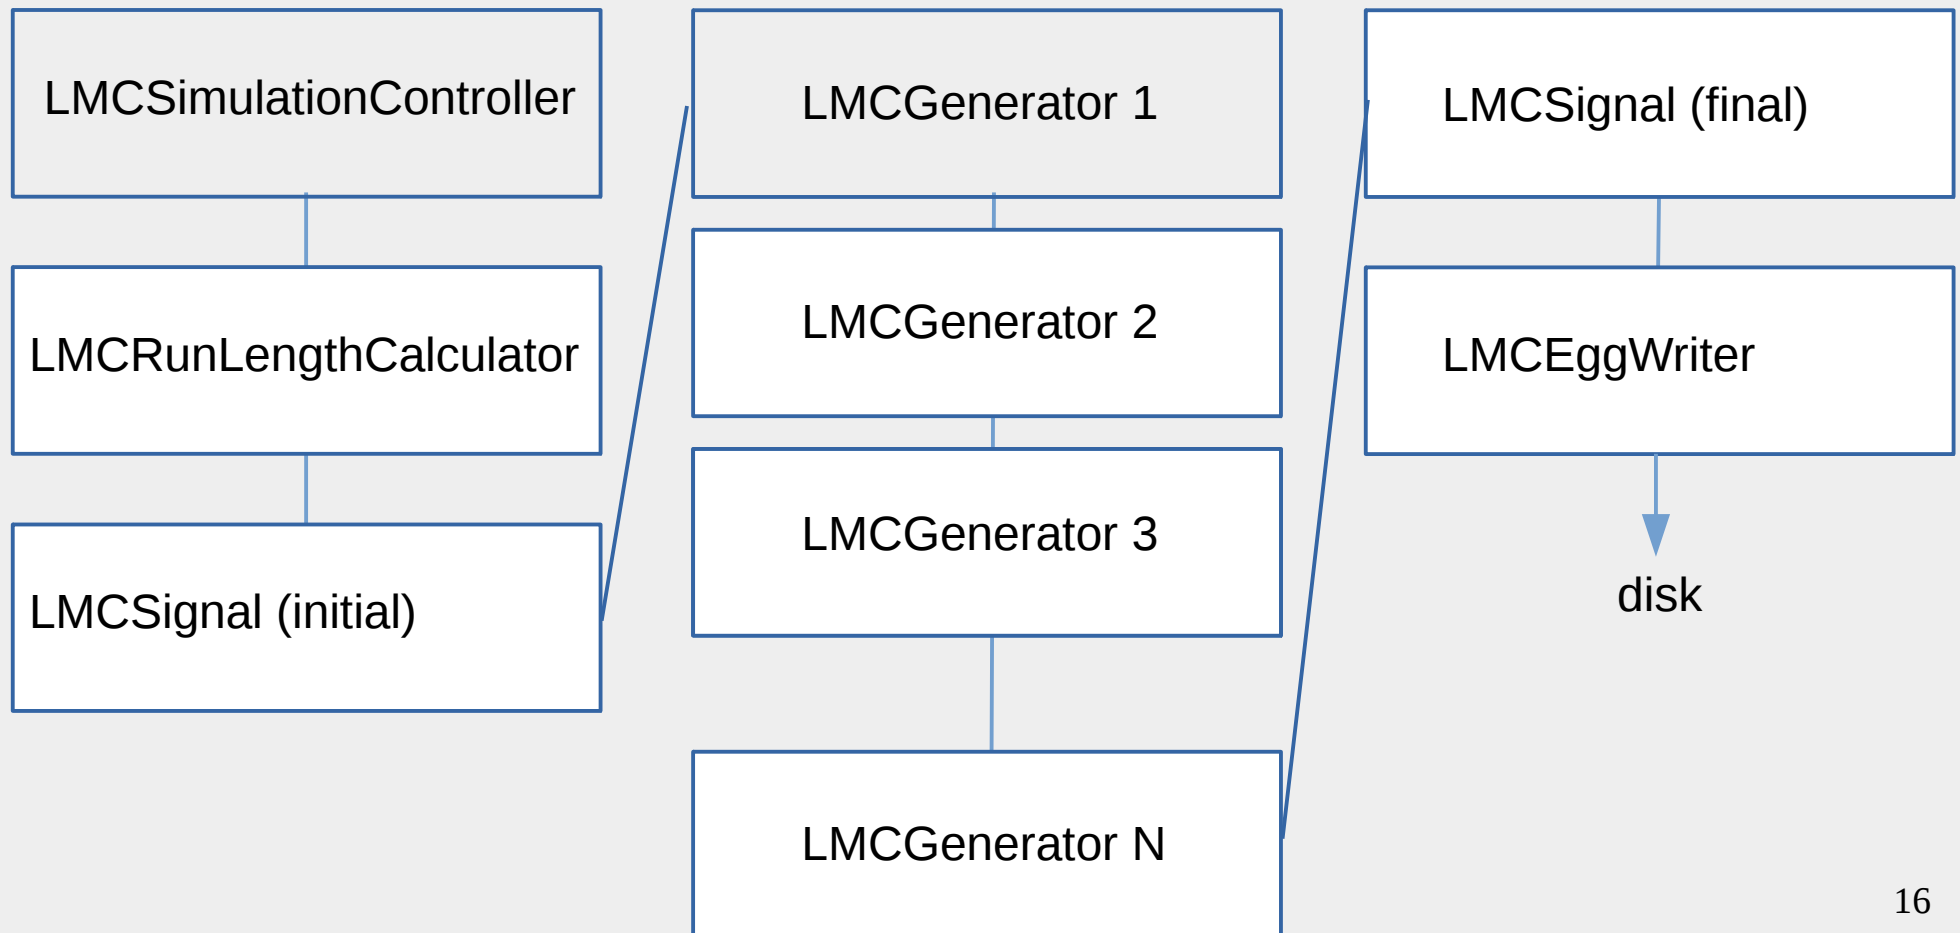 LMCSimulationController
LMCRunLengthCalculator
LMCSignal (initial)
LMCGenerator 1
LMCGenerator 2
LMCGenerator 3
LMCGenerator N
LMCSignal (final)
LMCEggWriter
disk
16